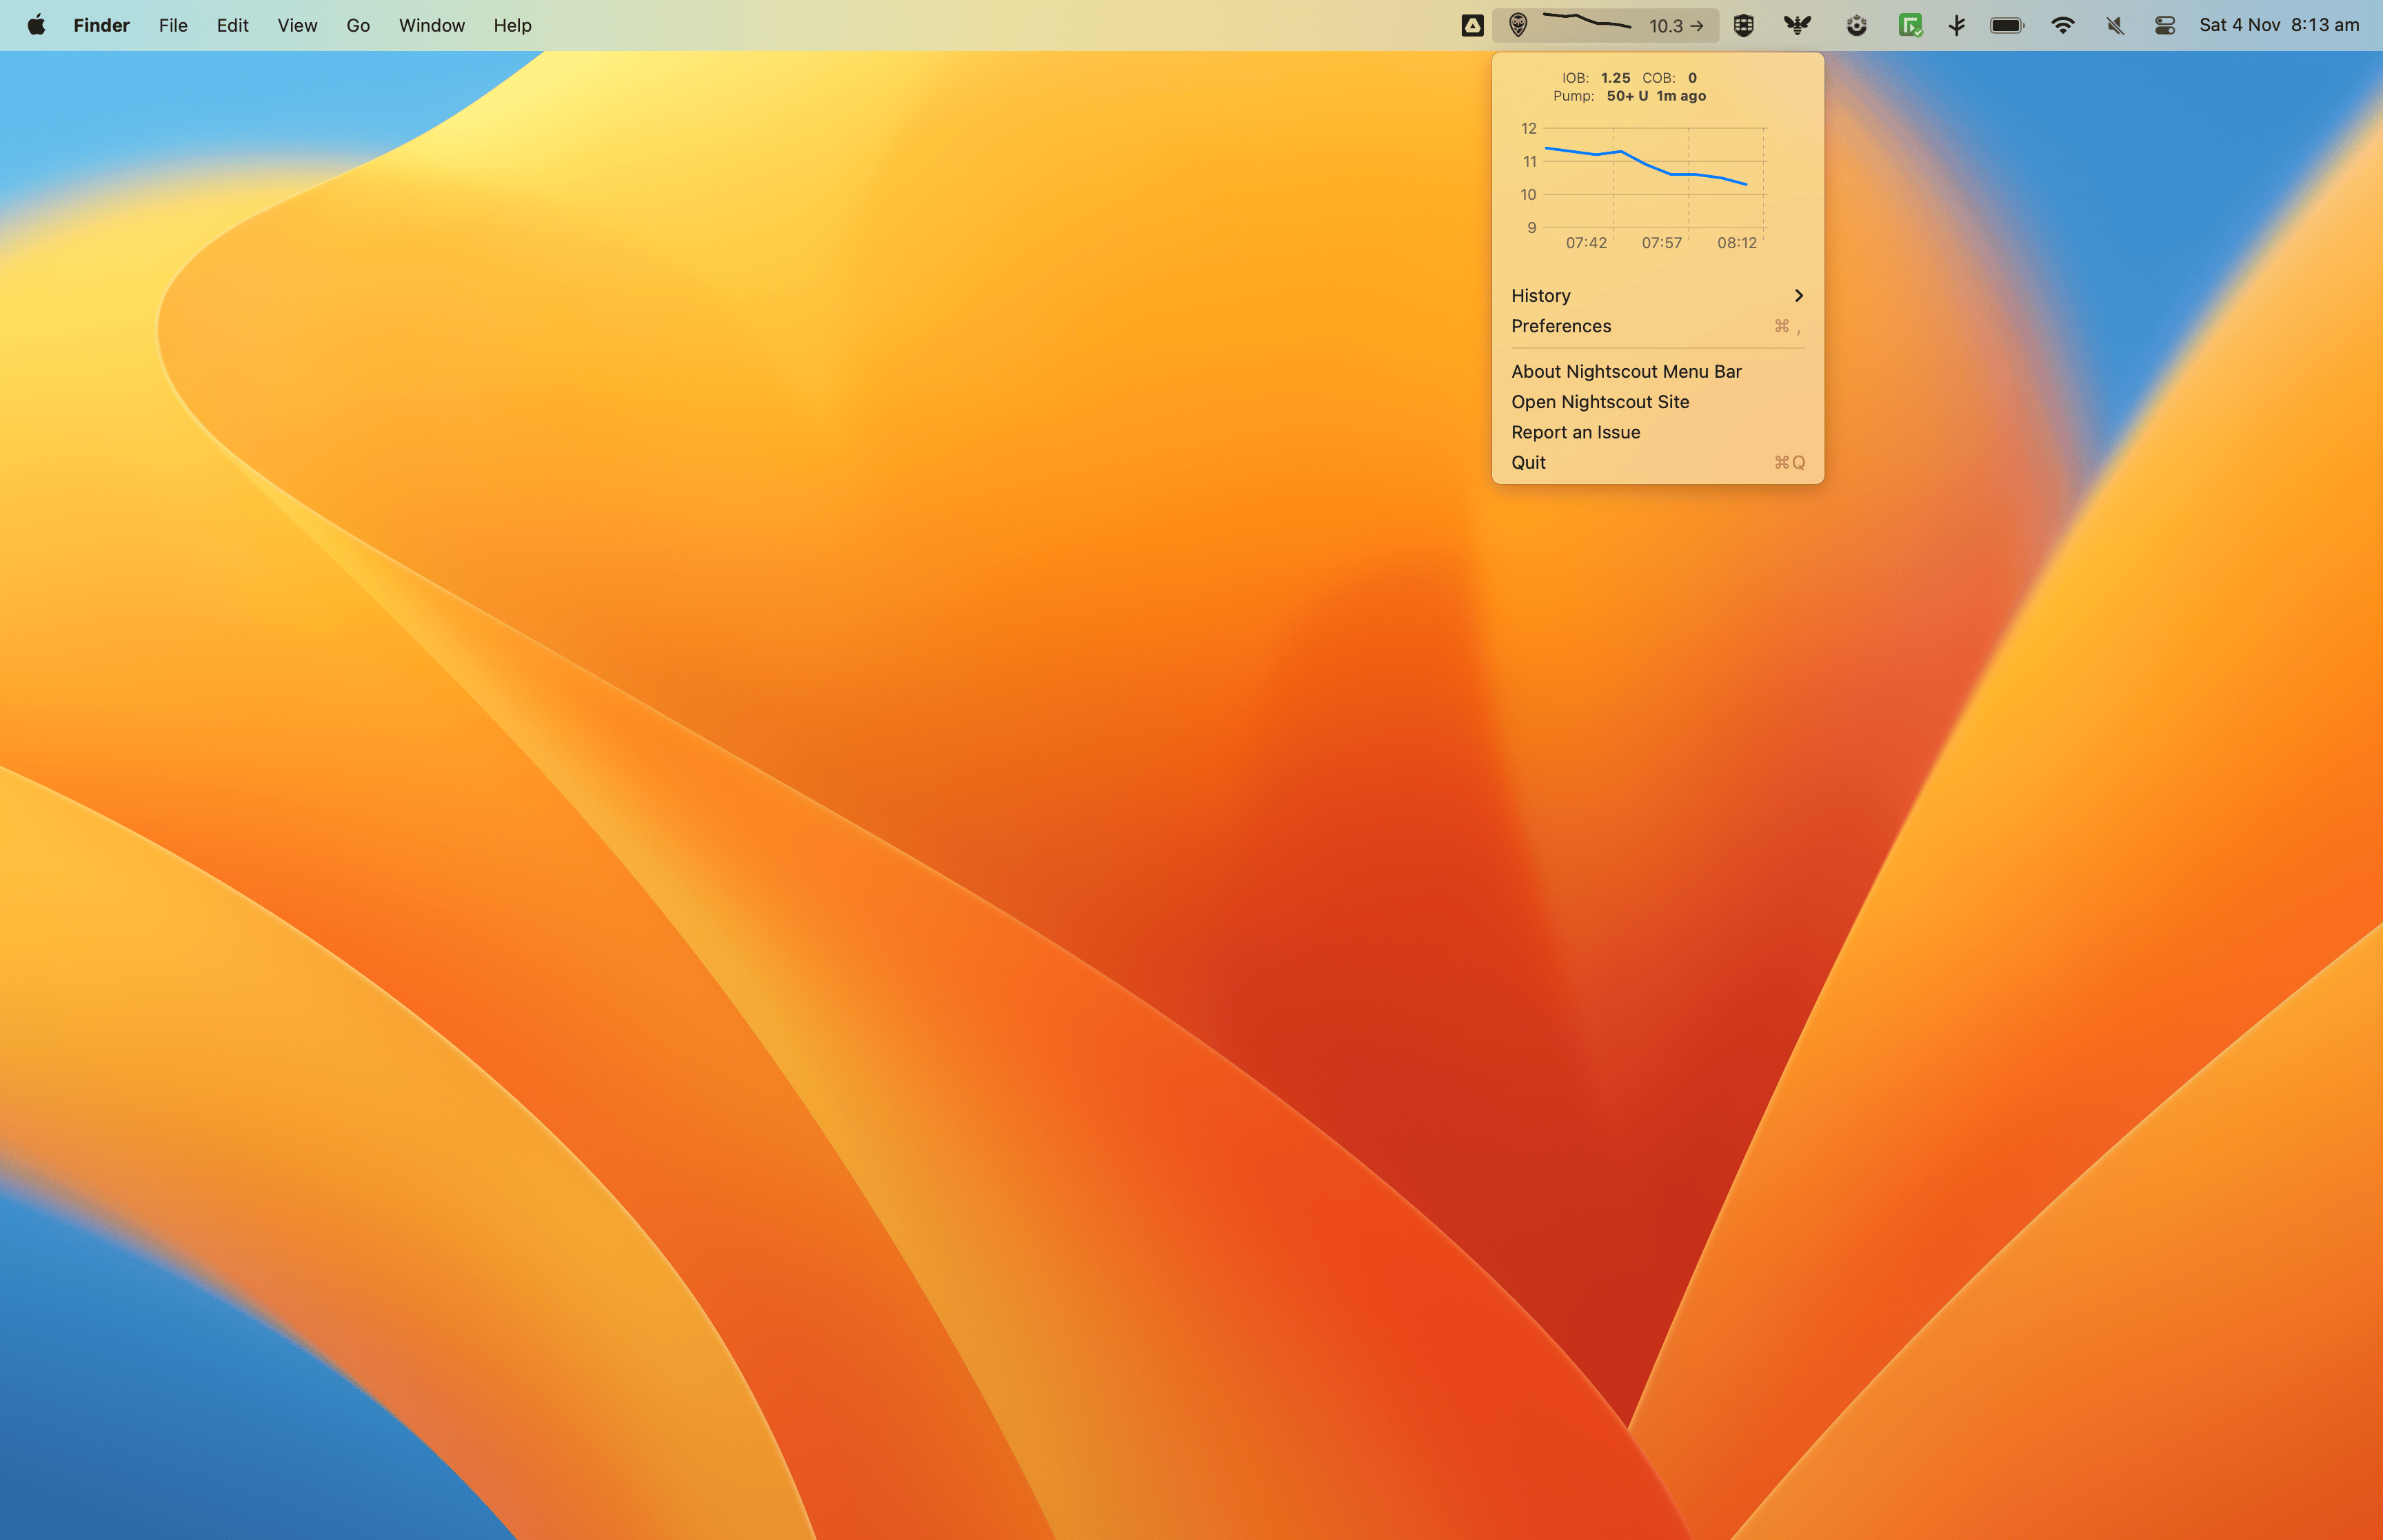 Finder File Edit View Go Window Help 10.3 → Sat 4 Nov 8:13 am
IOB: 1.25 COB: 0
Pump: 50+ U 1m ago
12
11
10
9
07:42 07:57 08:12
History
Preferences ⌘ ,
About Nightscout Menu Bar
Open Nightscout Site
Report an Issue
Quit ⌘Q